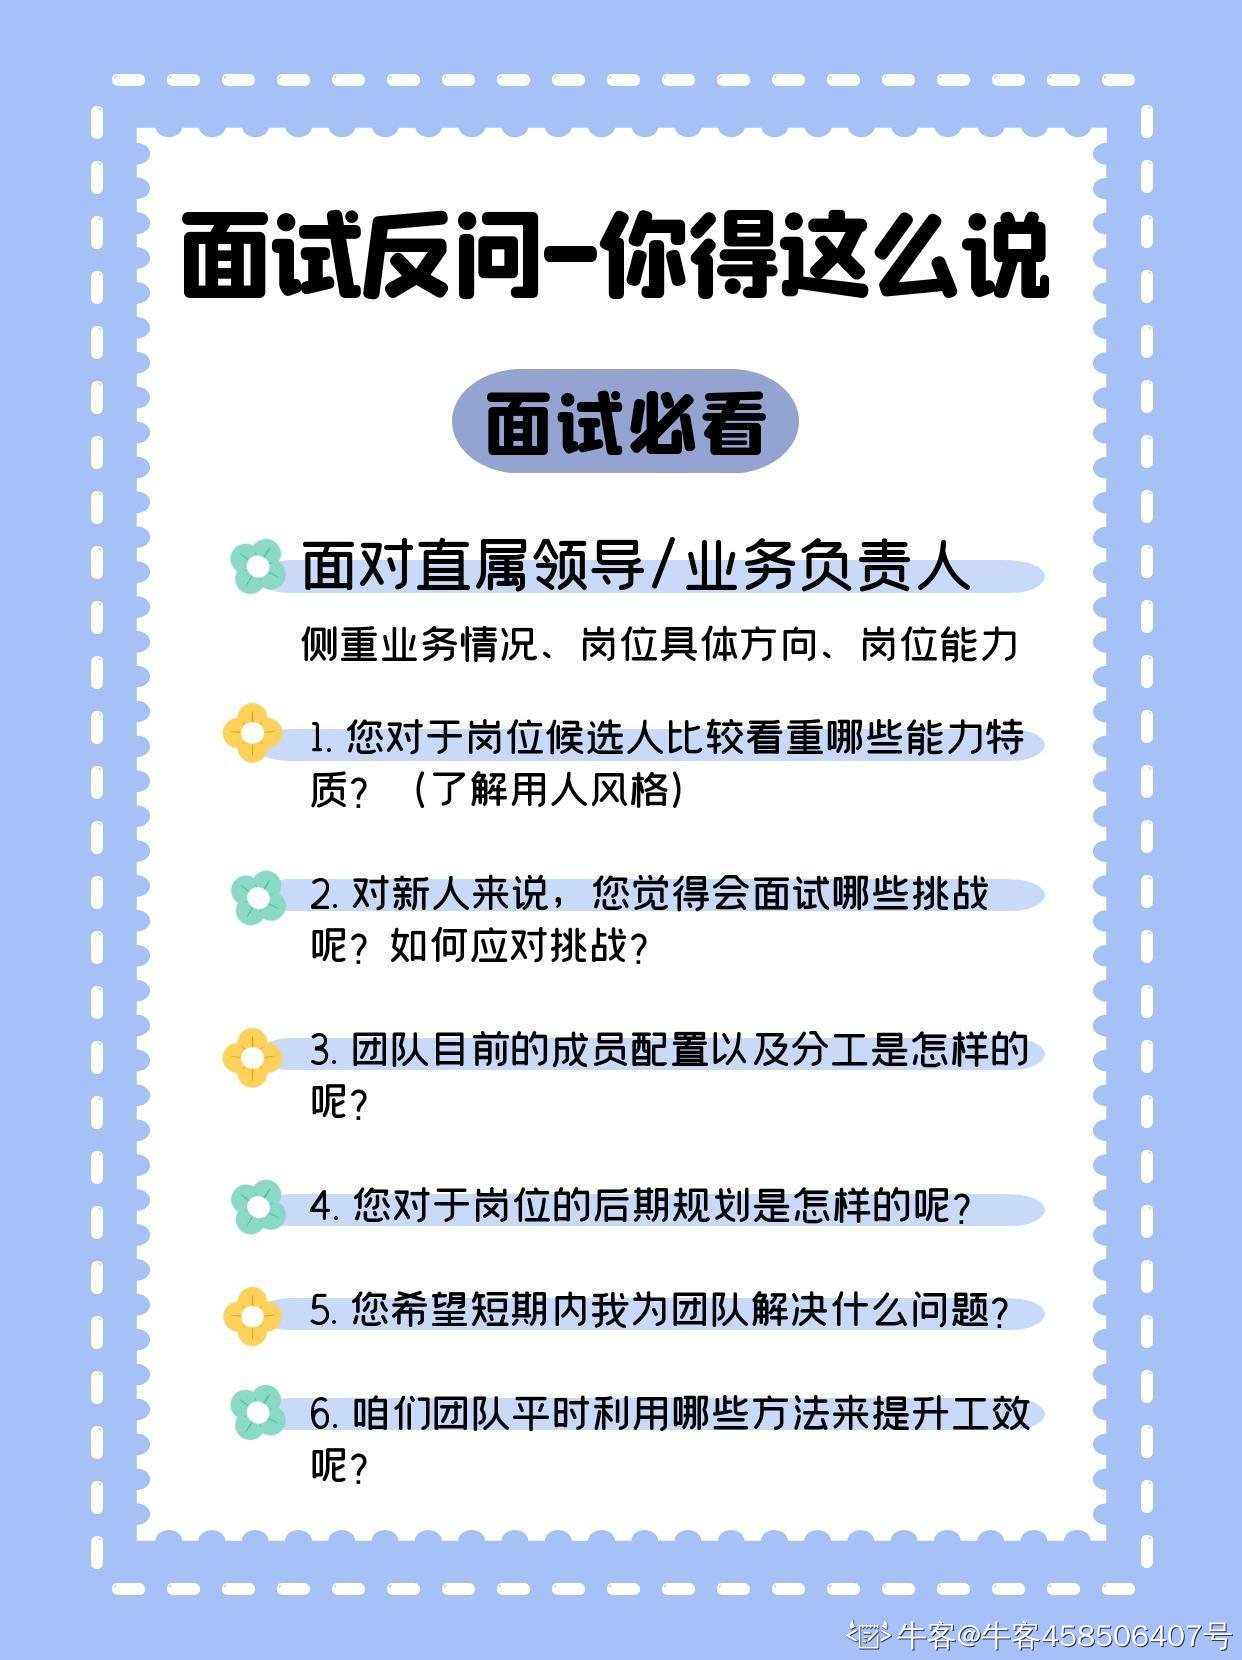 面试反问-你得这么说
面试必看
面对直属领导/业务负责人
侧重业务情况、岗位具体方向、岗位能力
1. 您对于岗位候选人比较看重哪些能力特
质？（了解用人风格）
2. 对新人来说，您觉得会面试哪些挑战
呢？如何应对挑战？
3. 团队目前的成员配置以及分工是怎样的
呢？
4. 您对于岗位的后期规划是怎样的呢？
5. 您希望短期内我为团队解决什么问题？
6. 咱们团队平时利用哪些方法来提升工效
呢？
牛客@牛客458506407号